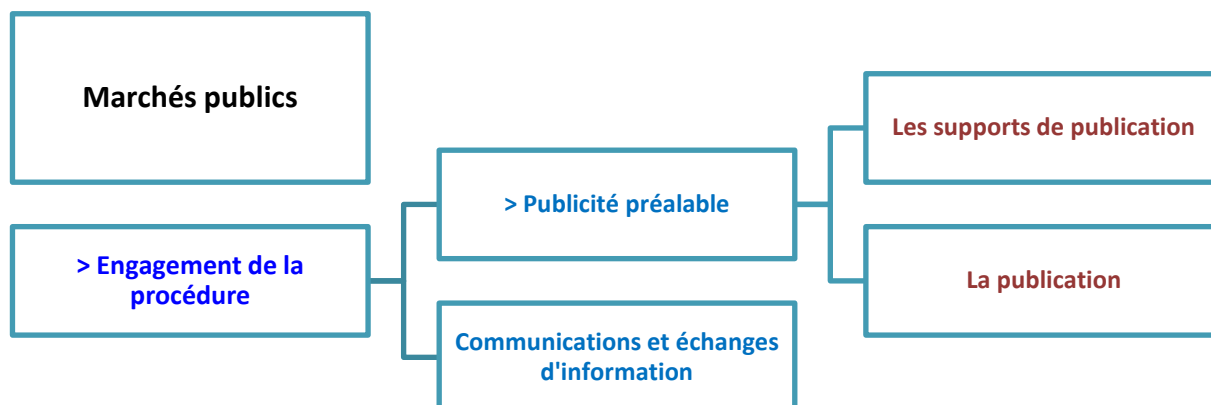 Marchés publics
> Engagement de la
procédure
> Publicité préalable
Communications et échanges
d'information
Les supports de publication
La publication